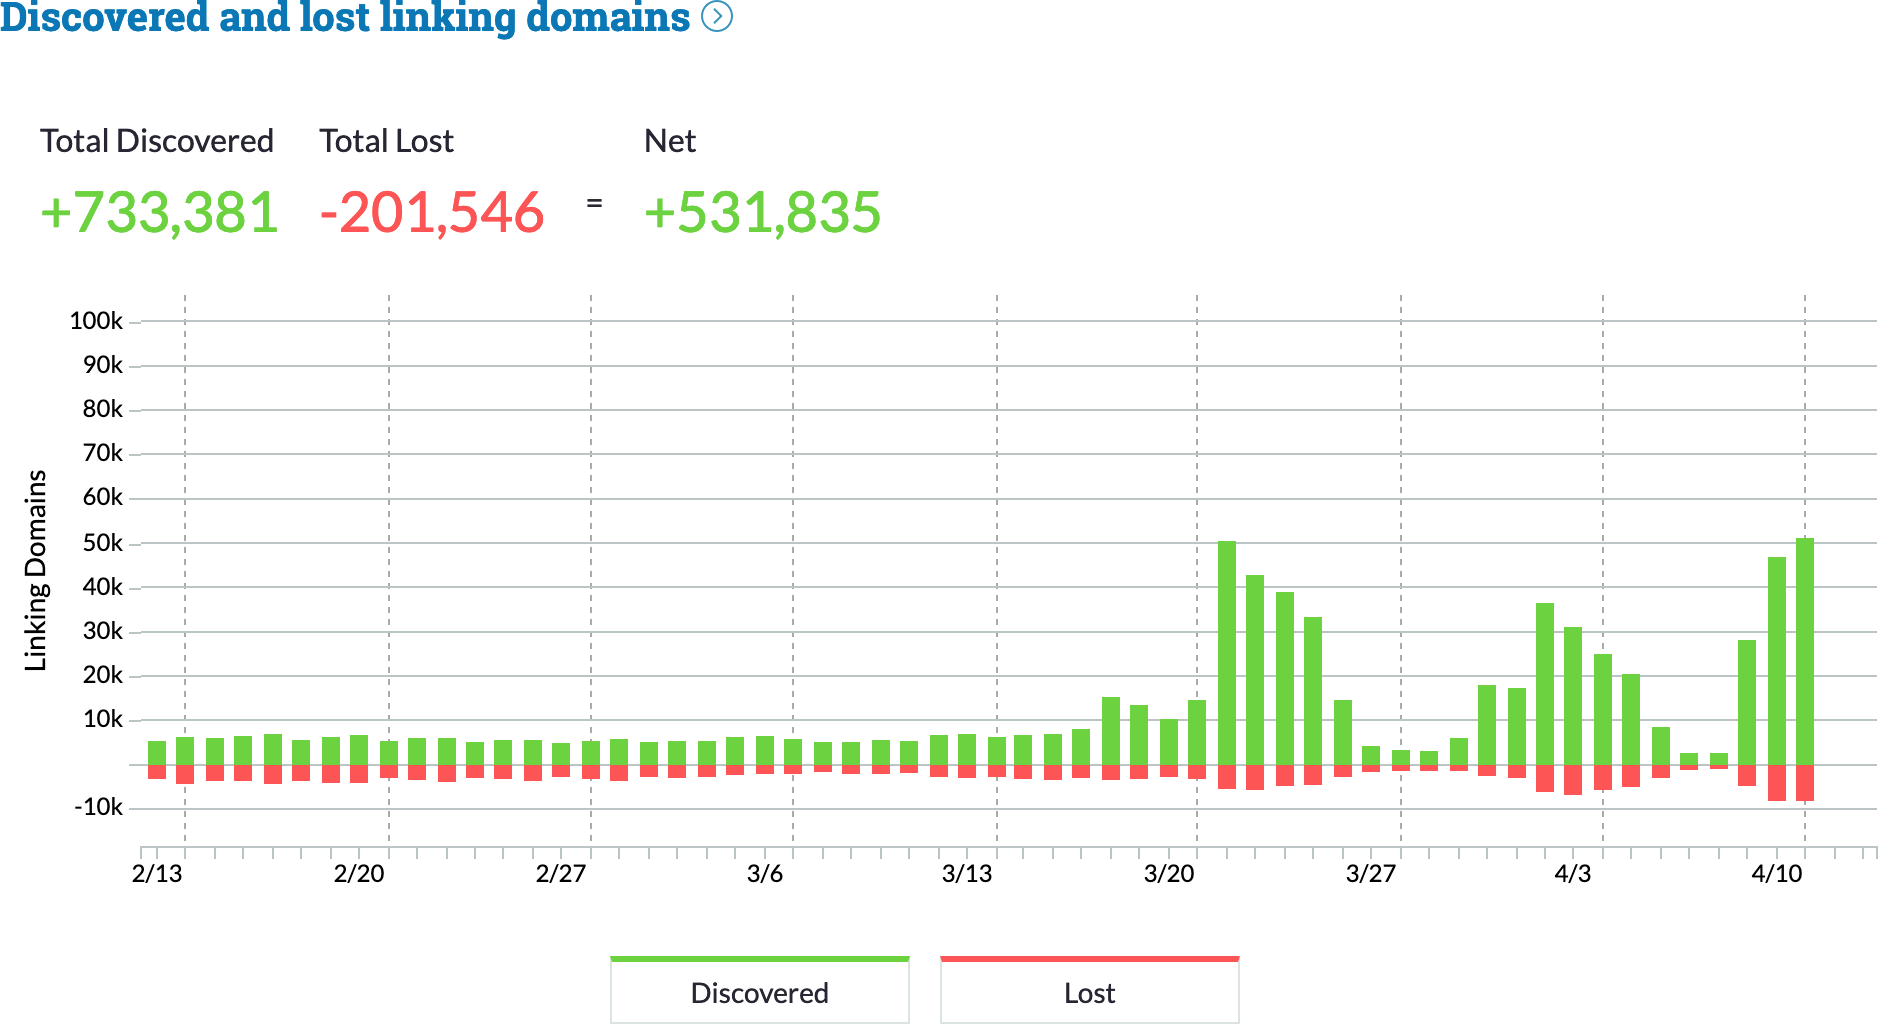 Discovered and lost linking domains
Total Discovered Total Lost Net
+733,381 -201,546 = +531,835
Linking Domains
100k
90k
80k
70k
60k
50k
40k
30k
20k
10k
-10k
2/13 2/20 2/27 3/6 3/13 3/20 3/27 4/3 4/10
Discovered Lost